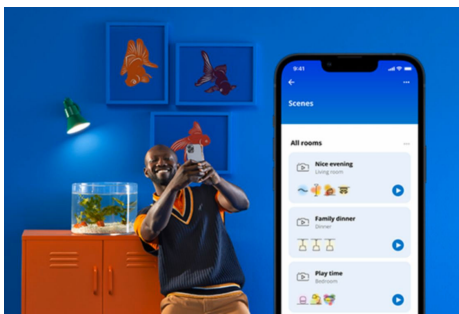 9:41
Scenes
All rooms
Nice evening
Living room
Family dinner
Dinner
Play time
Bedroom